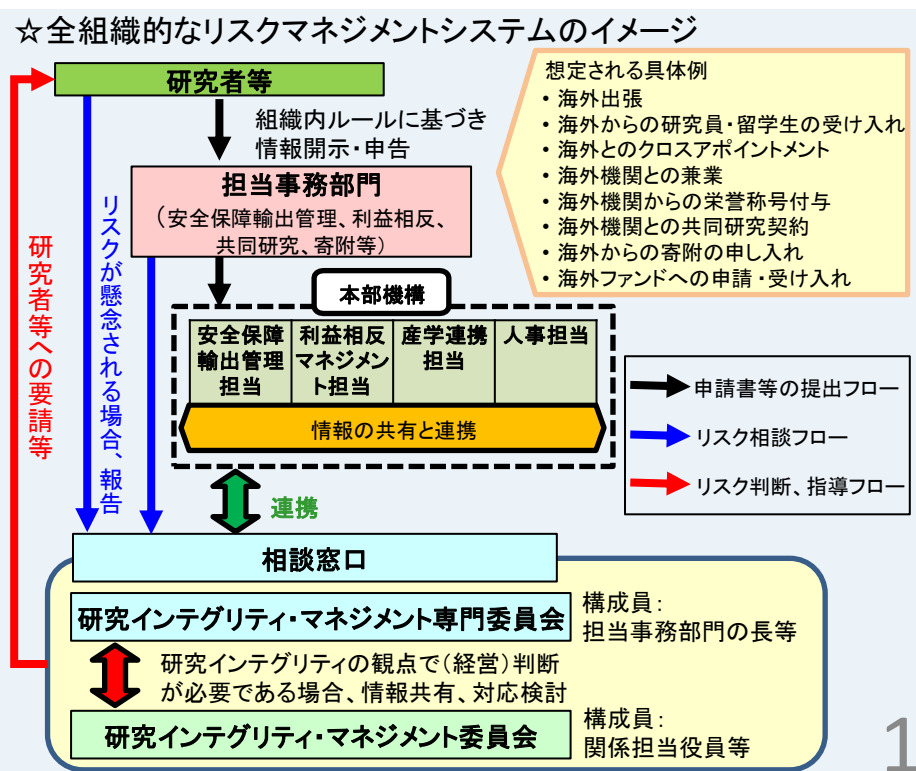 ☆全組織的なリスクマネジメントシステムのイメージ
研究者等
組織内ルールに基づき
情報開示・申告
担当事務部門
（安全保障輸出管理、利益相反、
共同研究、寄附等）
想定される具体例
・海外出張
・海外からの研究員・留学生の受け入れ
・海外とのクロスアポイントメント
・海外機関との兼業
・海外機関からの栄誉称号付与
・海外機関との共同研究契約
・海外からの寄附の申し入れ
・海外ファンドへの申請・受け入れ
研究者等への要請等
リスクが懸念される場合、報告
本部機構
安全保障
輸出管理
担当
利益相反
マネジメン
ト担当
産学連携
担当
人事担当
情報の共有と連携
申請書等の提出フロー
リスク相談フロー
リスク判断、指導フロー
連携
相談窓口
研究インテグリティ・マネジメント専門委員会
構成員：
担当事務部門の長等
研究インテグリティの観点で（経営）判断
が必要である場合、情報共有、対応検討
研究インテグリティ・マネジメント委員会
構成員：
関係担当役員等
1